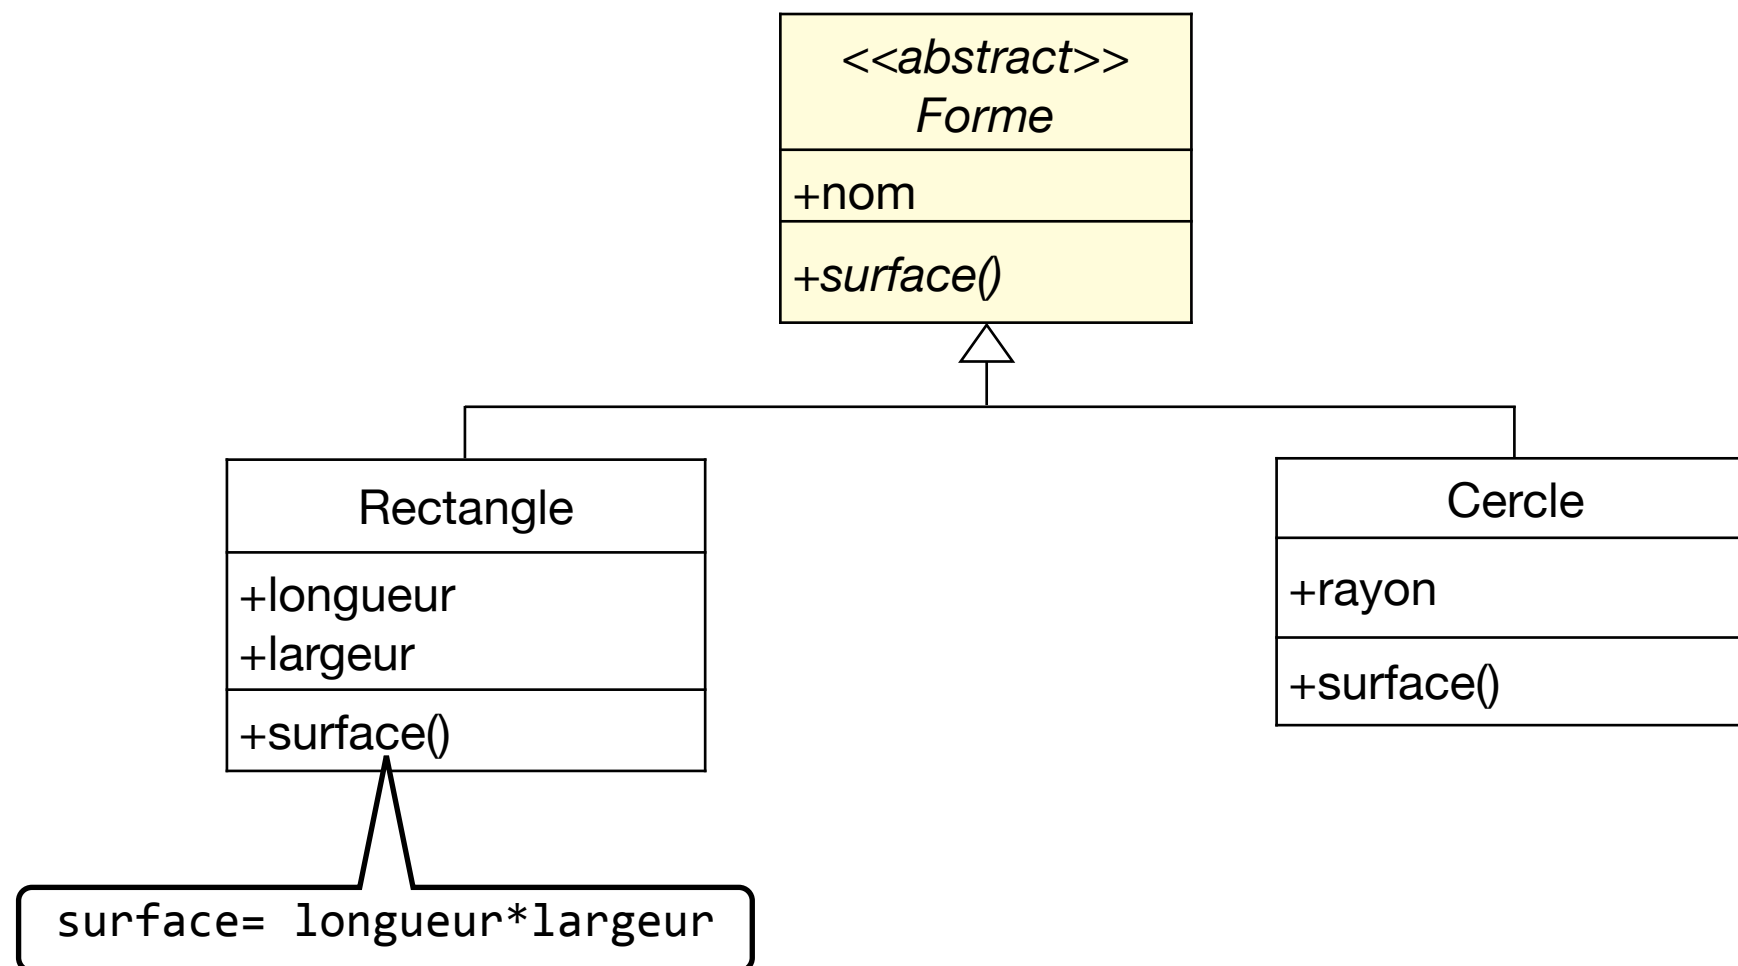 <<abstract>>
Forme
+nom
+surface()
Rectangle
+longueur
+largeur
+surface()
surface= longueur*largeur
Cercle
+rayon
+surface()